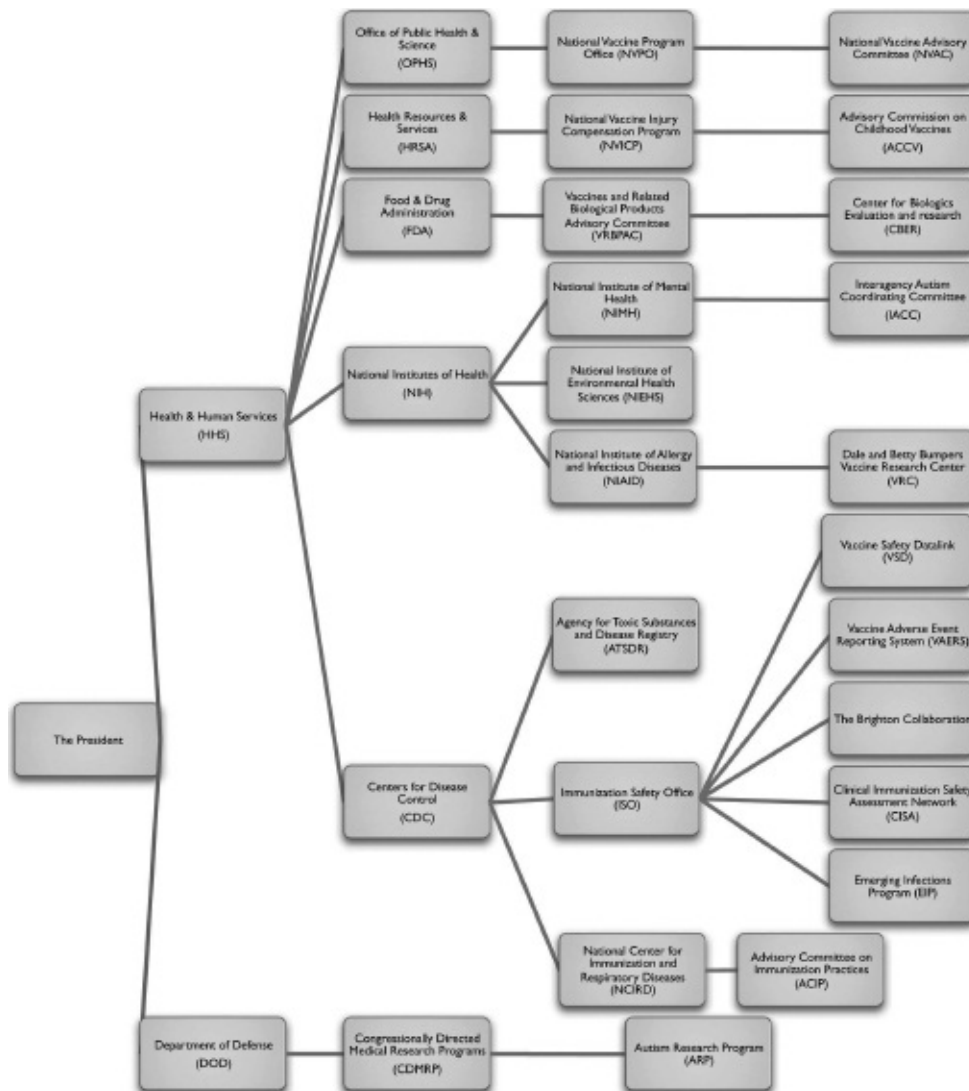 Office of Public Health &
Science
(OPHS)
National Vaccine Program
Office (NVPO)
National Vaccine Advisory
Committee (NVAC)
Health Resources &
Services
(HRSA)
National Vaccine Injury
Compensation Program
(NVICP)
Advisory Commission on
Childhood Vaccines
(ACCV)
Food & Drug
Administration
(FDA)
Vaccines and Related
Biological Products
Advisory Committee
(VRBPAC)
Center for Biologics
Evaluation and research
(CBER)
National Institute of Mental
Health
(NIMH)
Interagency Autism
Coordinating Committee
(IACC)
National Institutes of Health
(NIH)
National Institute of
Environmental Health
Sciences (NIEHS)
Health & Human Services
(HHS)
National Institute of Allergy
and Infectious Diseases
(NIAID)
Dale and Betty Bumpers
Vaccine Research Center
(VRC)
Vaccine Safety Datalink
(VSD)
Agency for Toxic Substances
and Disease Registry
(ATSDR)
Vaccine Adverse Event
Reporting System (VAERS)
The President
The Brighton Collaboration
Centers for Disease
Control
(CDC)
Immunization Safety Office
(ISO)
Clinical Immunization Safety
Assessment Network
(CISA)
Emerging Infections
Program (EIP)
National Center for
Immunization and
Respiratory Diseases
(NCIRD)
Advisory Committee on
Immunization Practices
(ACIP)
Department of Defense
(DOD)
Congressionally Directed
Medical Research Programs
(CDMRP)
Autism Research Program
(ARP)